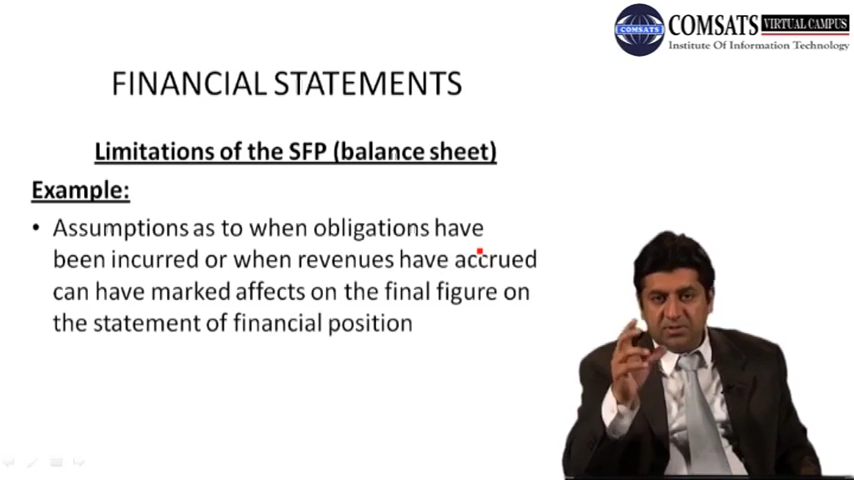 COMSATS VIRTUAL CAMPUS
COMSATS
Institute Of Information Technology
FINANCIAL STATEMENTS
Limitations of the SFP (balance sheet)
Example:
• Assumptions as to when obligations have
been incurred or when revenues have accrued
can have marked affects on the final figure on
the statement of financial position